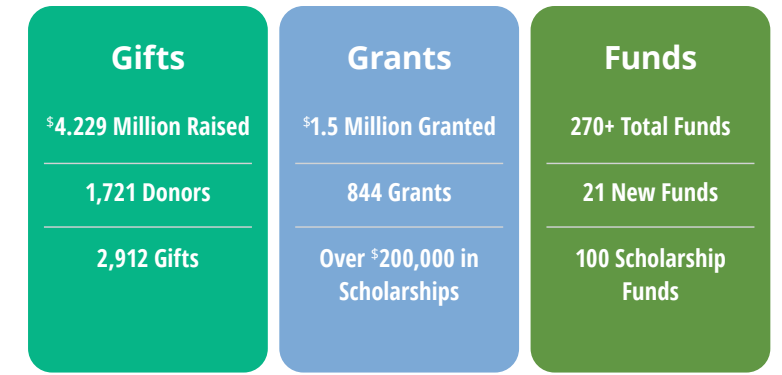 Gifts
$4.229 Million Raised
1,721 Donors
2,912 Gifts
Grants
$1.5 Million Granted
844 Grants
Over $200,000 in
Scholarships
Funds
270+ Total Funds
21 New Funds
100 Scholarship
Funds